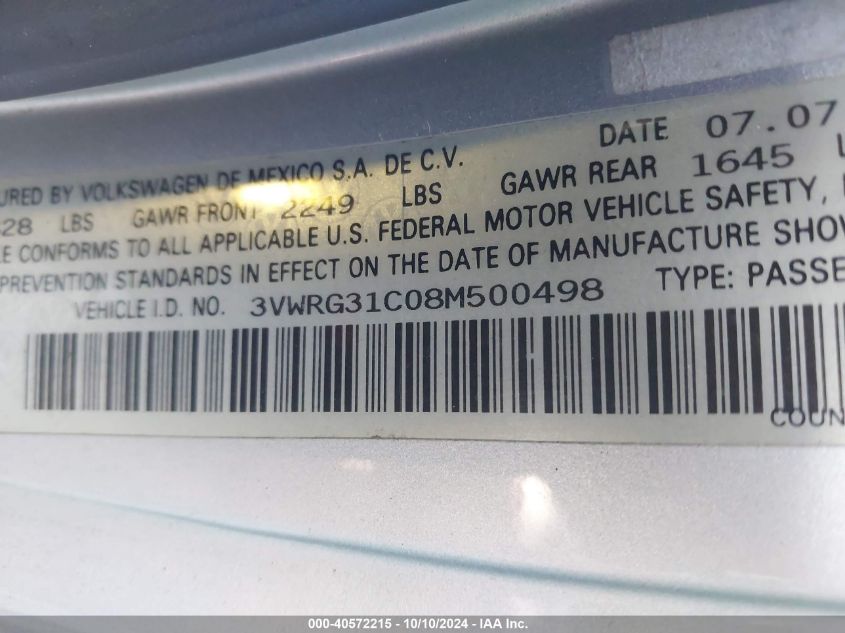 DATE 07.07
URED BY VOLKSWAGEN DE MEXICO S.A. DE C.V.
28 LBS GAWR FRONT 2249 LBS GAWR REAR 1645 L
E CONFORMS TO ALL APPLICABLE U.S. FEDERAL MOTOR VEHICLE SAFETY,
PREVENTION STANDARDS IN EFFECT ON THE DATE OF MANUFACTURE SHO
VEHICLE I.D. NO. 3VWRG31C08M500498 TYPE: PASSE
COUN
000-40572215 - 10/10/2024 - IAA Inc.